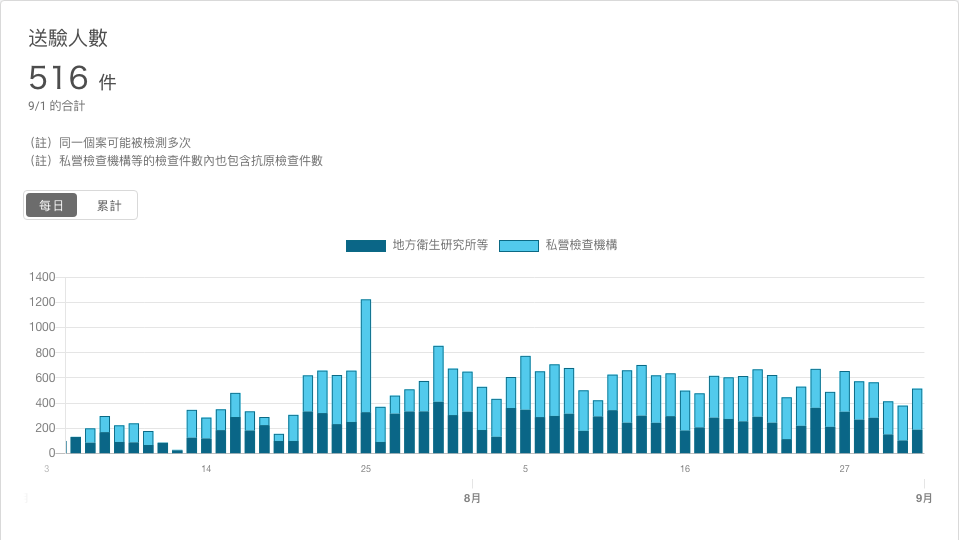 送驗人數
516 件
9/1 的合計
（註）同一個案可能被檢測多次
（註）私營檢查機構等的檢查件數內也包含抗原檢查件數
每日 累計
地方衛生研究所等 私營檢查機構
1400
1200
1000
800
600
400
200
0
3 14 25 5 16 27
8月 9月